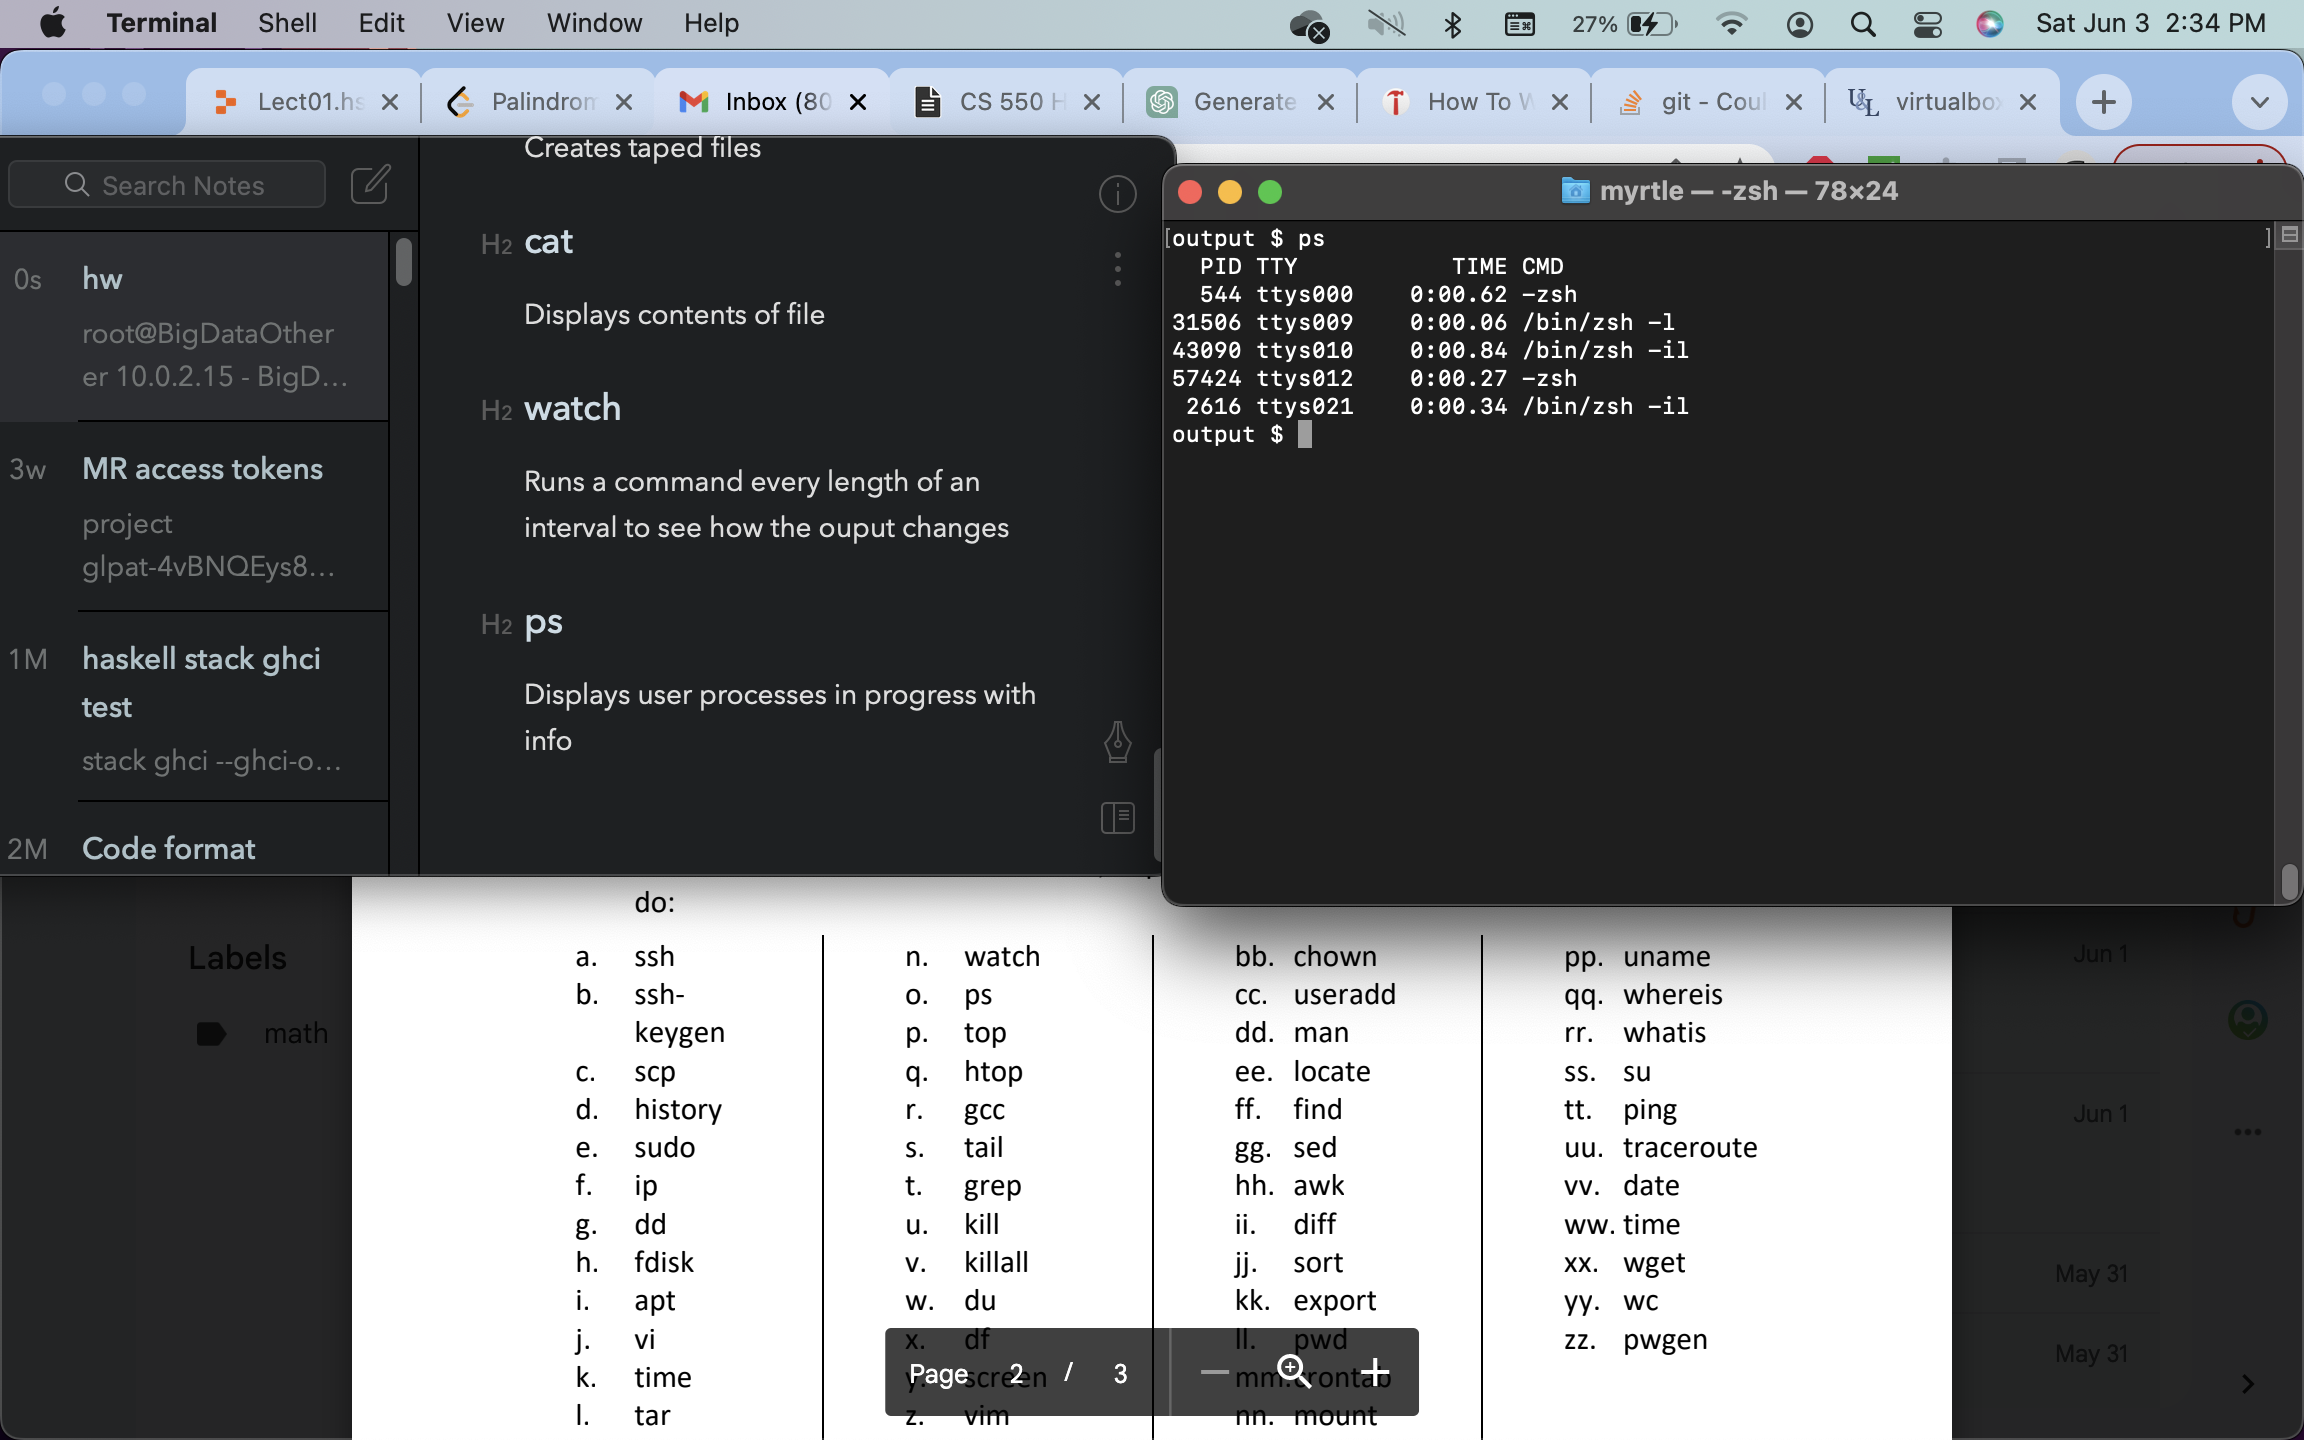 Terminal Shell Edit View Window Help 27% Sat Jun 3 2:34 PM
Lect01.hs Palindrom Inbox (80 CS 550 H Generate How To W git - Coul virtualbox
Search Notes
0s hw
root@BigDataOther
er 10.0.2.15 - BigD...
3w MR access tokens
project
glpat-4vBNQEys8...
1M haskell stack ghci
test
stack ghci --ghci-o...
2M Code format
Creates taped files
H2 cat
Displays contents of file
H2 watch
Runs a command every length of an
interval to see how the ouput changes
H2 ps
Displays user processes in progress with
info
myrtle — -zsh — 78×24
[output $ ps ]
PID TTY TIME CMD
544 ttys000 0:00.62 -zsh
31506 ttys009 0:00.06 /bin/zsh -l
43090 ttys010 0:00.84 /bin/zsh -il
57424 ttys012 0:00.27 -zsh
2616 ttys021 0:00.34 /bin/zsh -il
output $
Labels
math
do:
a. ssh
b. ssh-
keygen
c. scp
d. history
e. sudo
f. ip
g. dd
h. fdisk
i. apt
j. vi
k. time
l. tar
n. watch
o. ps
p. top
q. htop
r. gcc
s. tail
t. grep
u. kill
v. killall
w. du
x. df
y. screen
z. vim
bb. chown
cc. useradd
dd. man
ee. locate
ff. find
gg. sed
hh. awk
ii. diff
jj. sort
kk. export
ll. pwd
mm. crontab
nn. mount
pp. uname
qq. whereis
rr. whatis
ss. su
tt. ping
uu. traceroute
vv. date
ww. time
xx. wget
yy. wc
zz. pwgen
Page 2 / 3
Jun 1
Jun 1
May 31
May 31